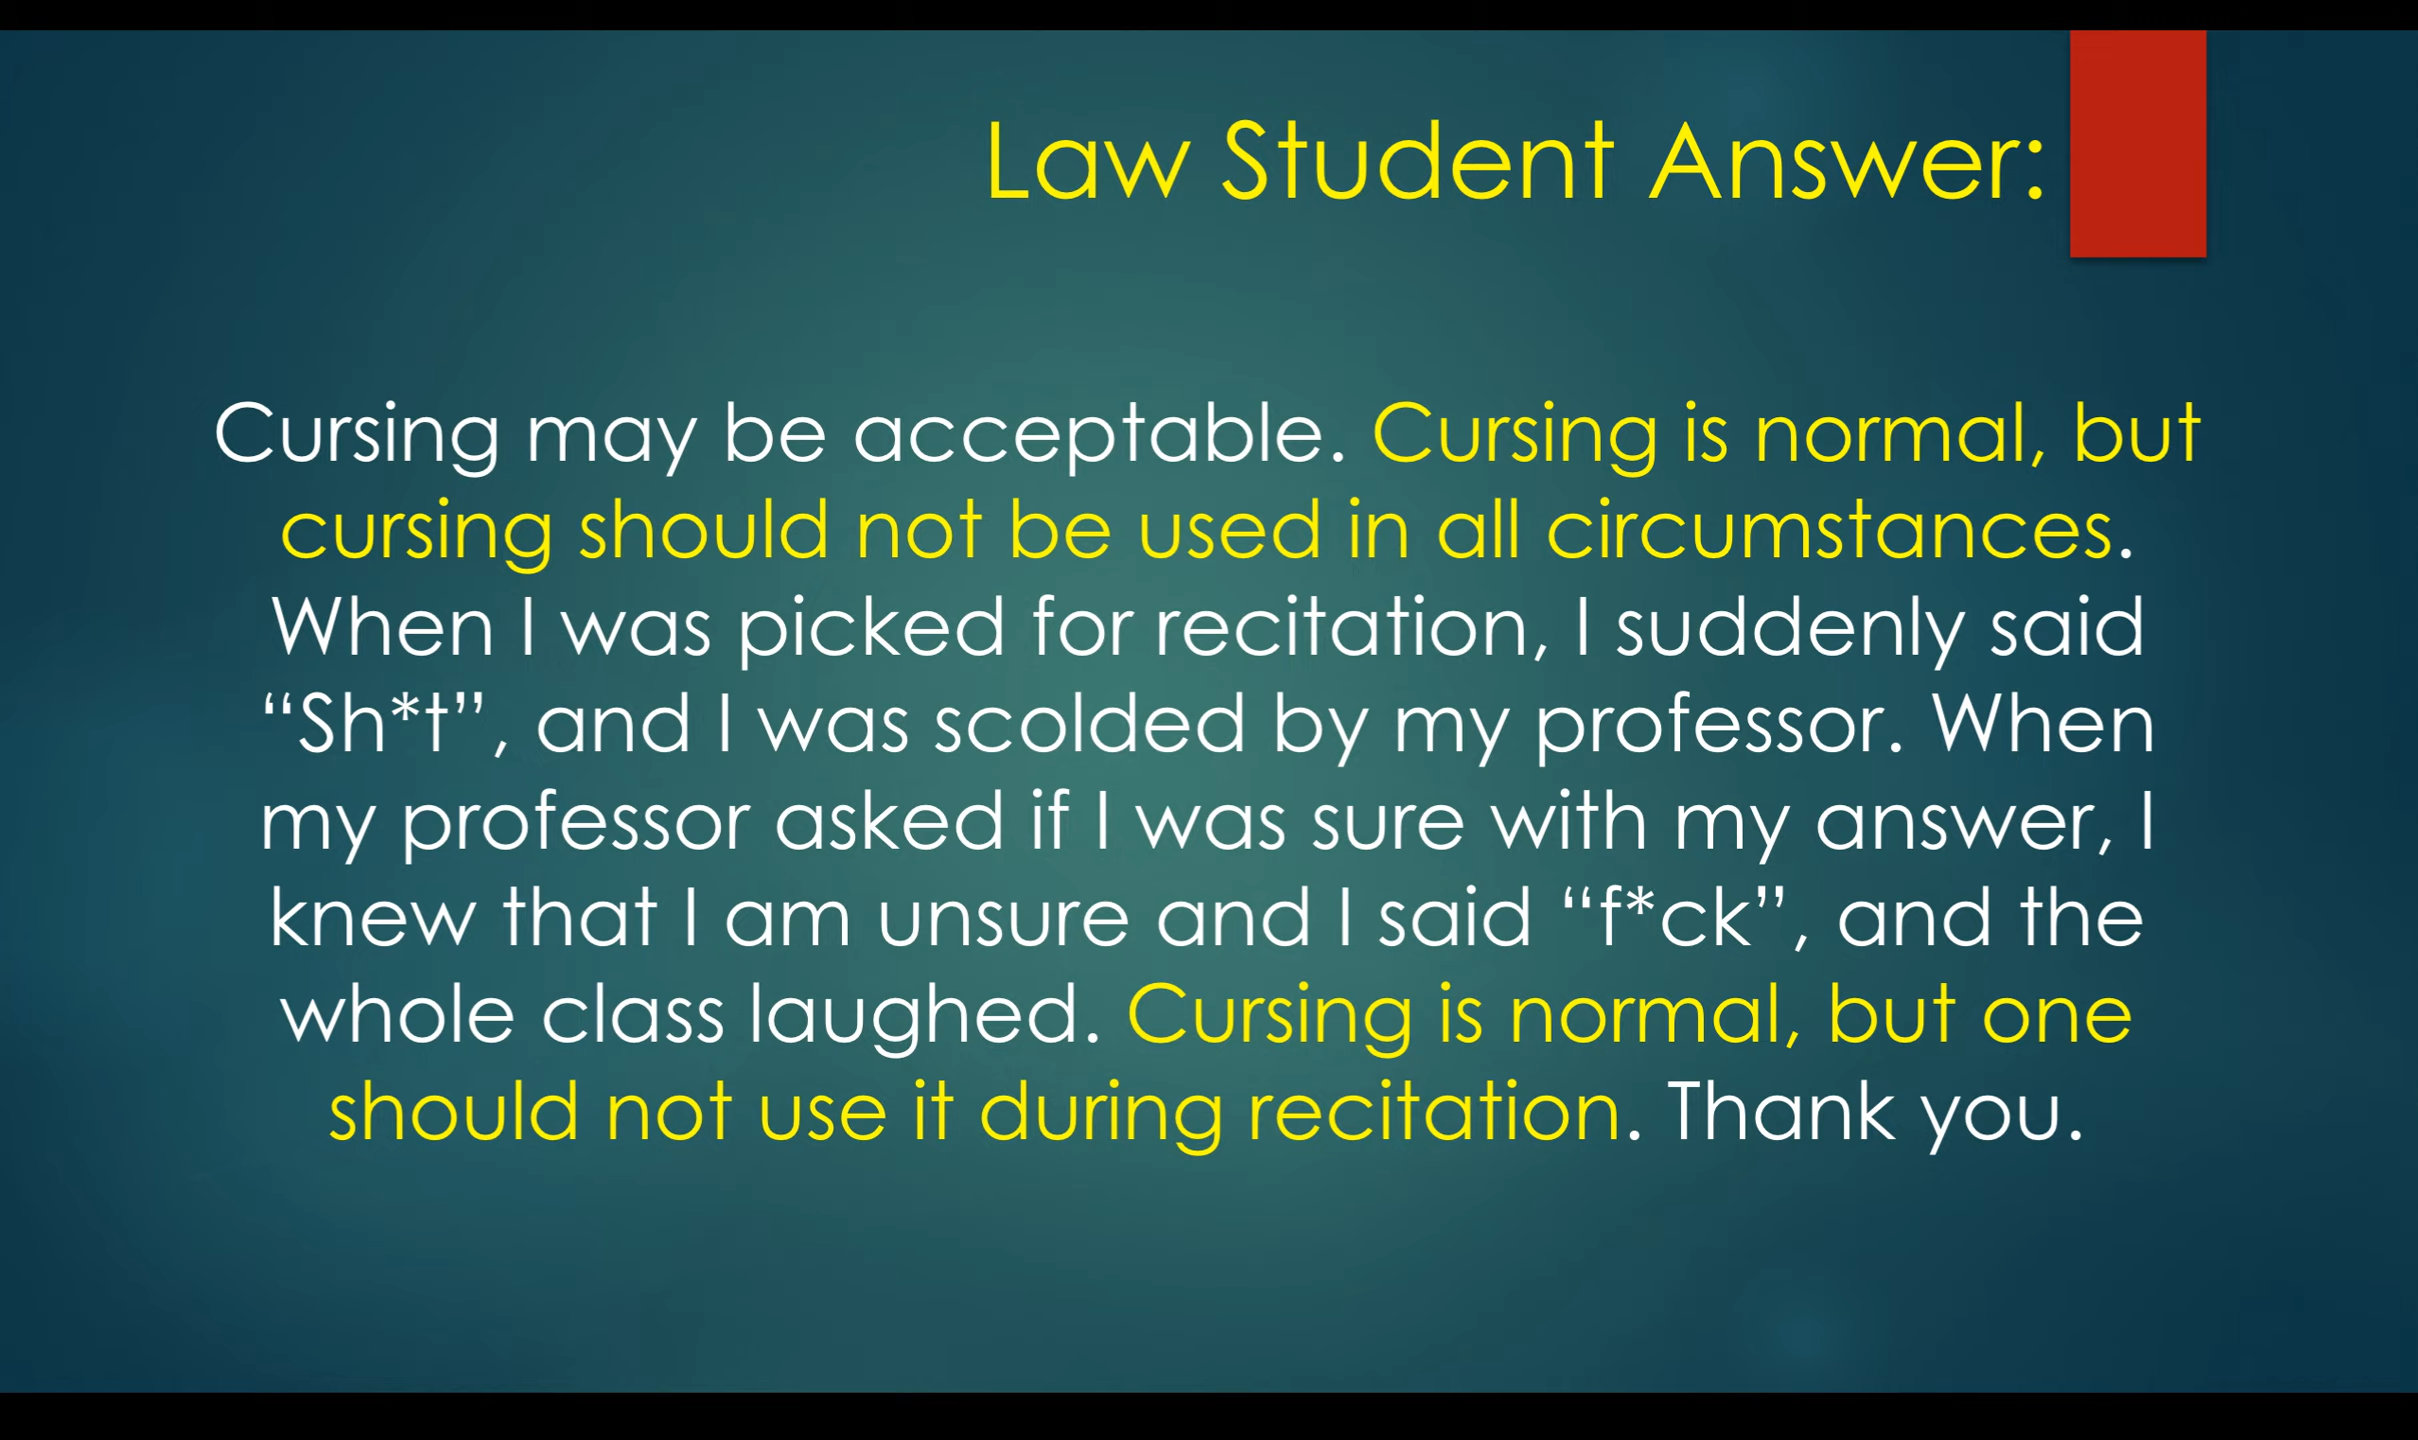 Law Student Answer:
Cursing may be acceptable. Cursing is normal, but
cursing should not be used in all circumstances.
When I was picked for recitation, I suddenly said
“Sh*t”, and I was scolded by my professor. When
my professor asked if I was sure with my answer, I
knew that I am unsure and I said “f*ck”, and the
whole class laughed. Cursing is normal, but one
should not use it during recitation. Thank you.